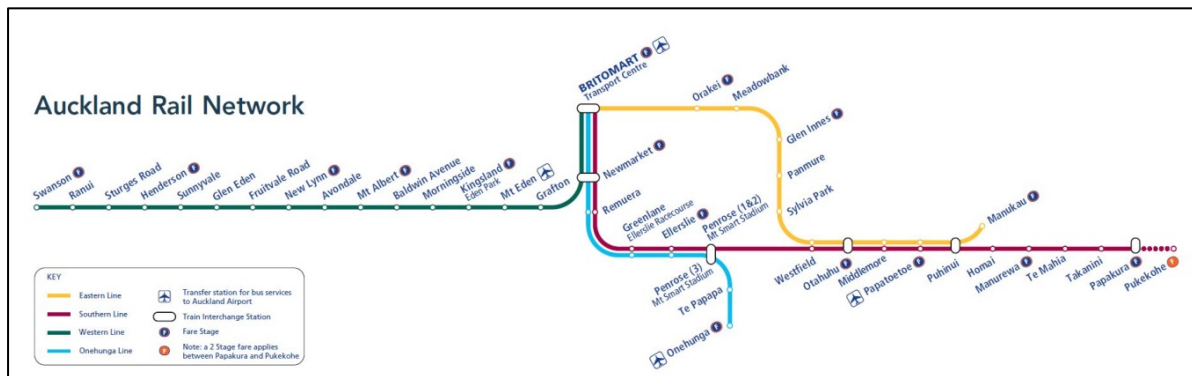 Auckland Rail Network
BRITOMART
Transport Centre
Orakei
Meadowbank
Glen Innes
Panmure
Sylvia Park
Manukau
Swanson
Ranui
Sturges Road
Henderson
Sunnyvale
Glen Eden
Fruitvale Road
New Lynn
Avondale
Mt Albert
Baldwin Avenue
Morningside
Kingsland
Eden Park
Mt Eden
Grafton
Newmarket
Remuera
Greenlane
Ellerslie Racecourse
Ellerslie
Penrose (1&2)
Mt Smart Stadium
Penrose (3)
Mt Smart Stadium
Te Papapa
Onehunga
Westfield
Otahuhu
Middlemore
Papatoetoe
Puhinui
Homai
Manurewa
Te Mahia
Takanini
Papakura
Pukekohe
KEY
Eastern Line
Southern Line
Western Line
Onehunga Line
Transfer station for bus services
to Auckland Airport
Train Interchange Station
Fare Stage
Note: a 2 Stage fare applies
between Papakura and Pukekohe